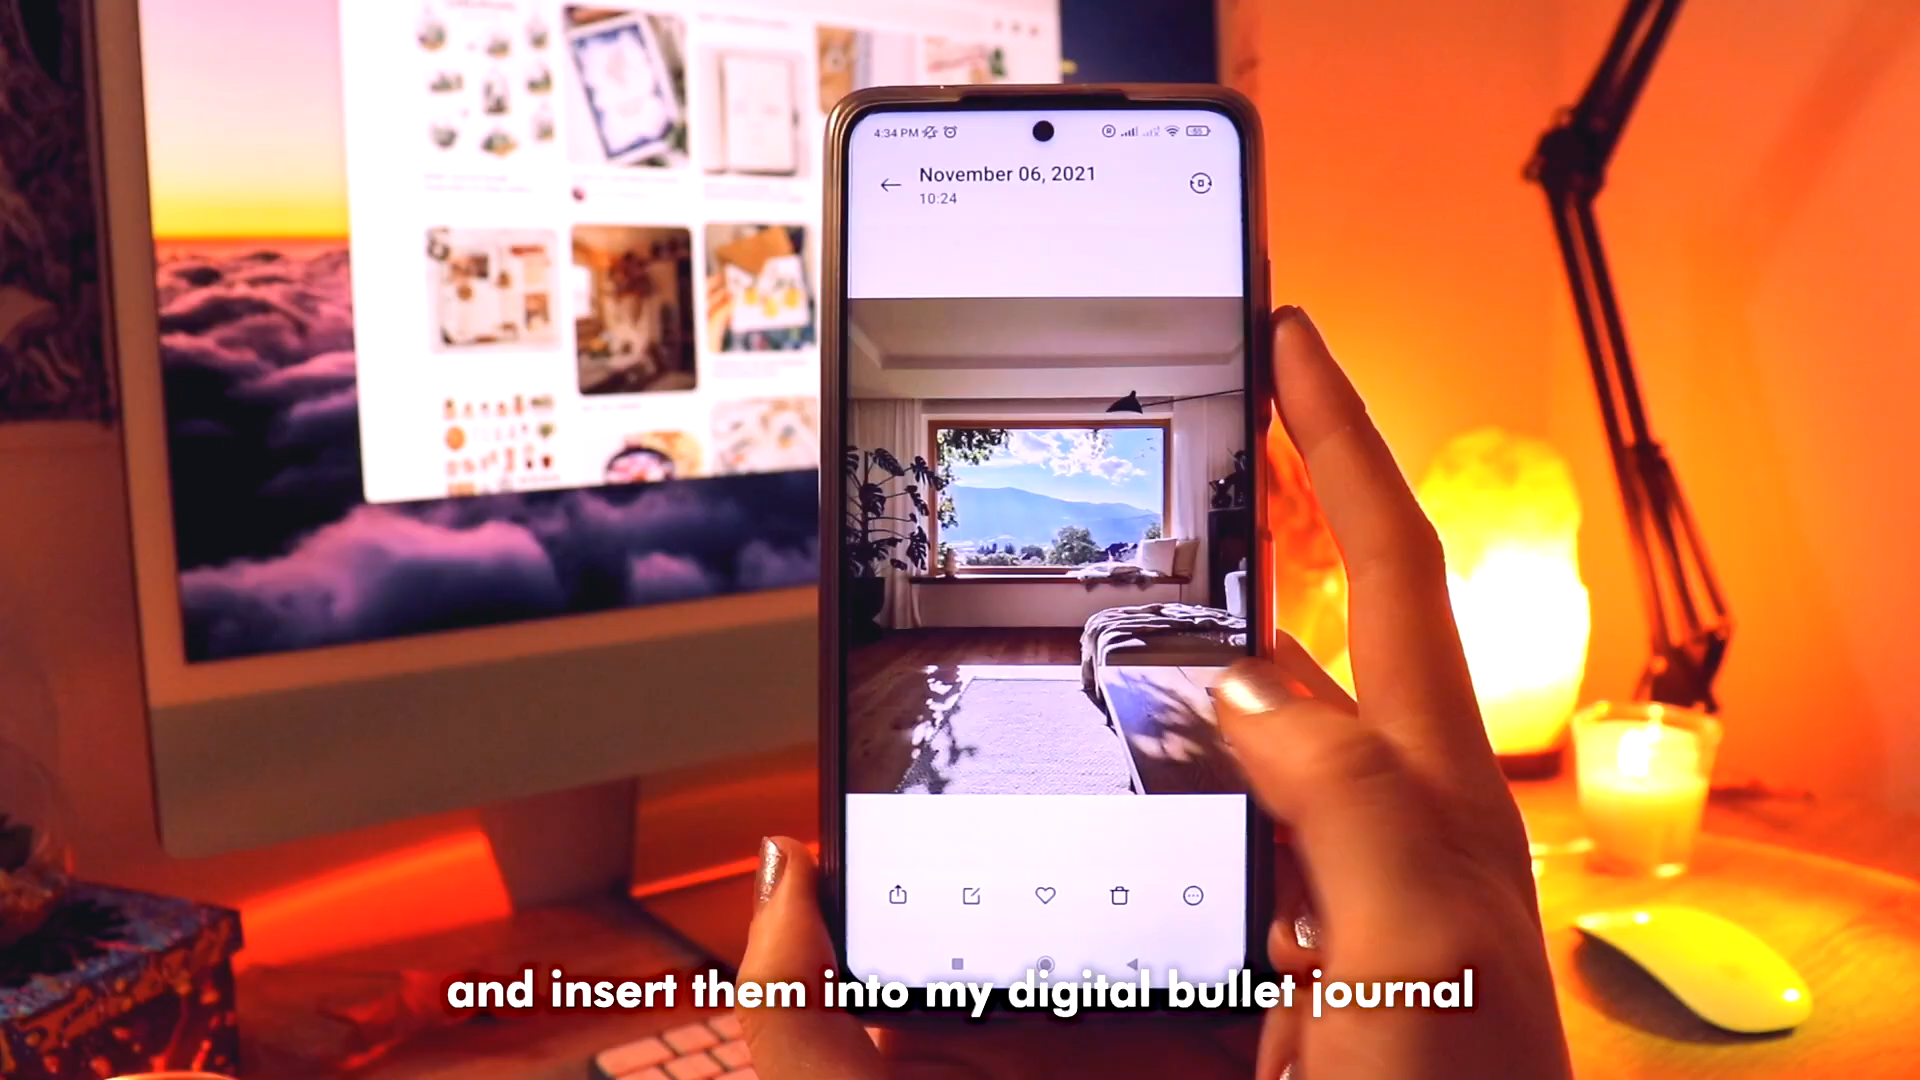 4:34 PM
November 06, 2021
10:24
and insert them into my digital bullet journal